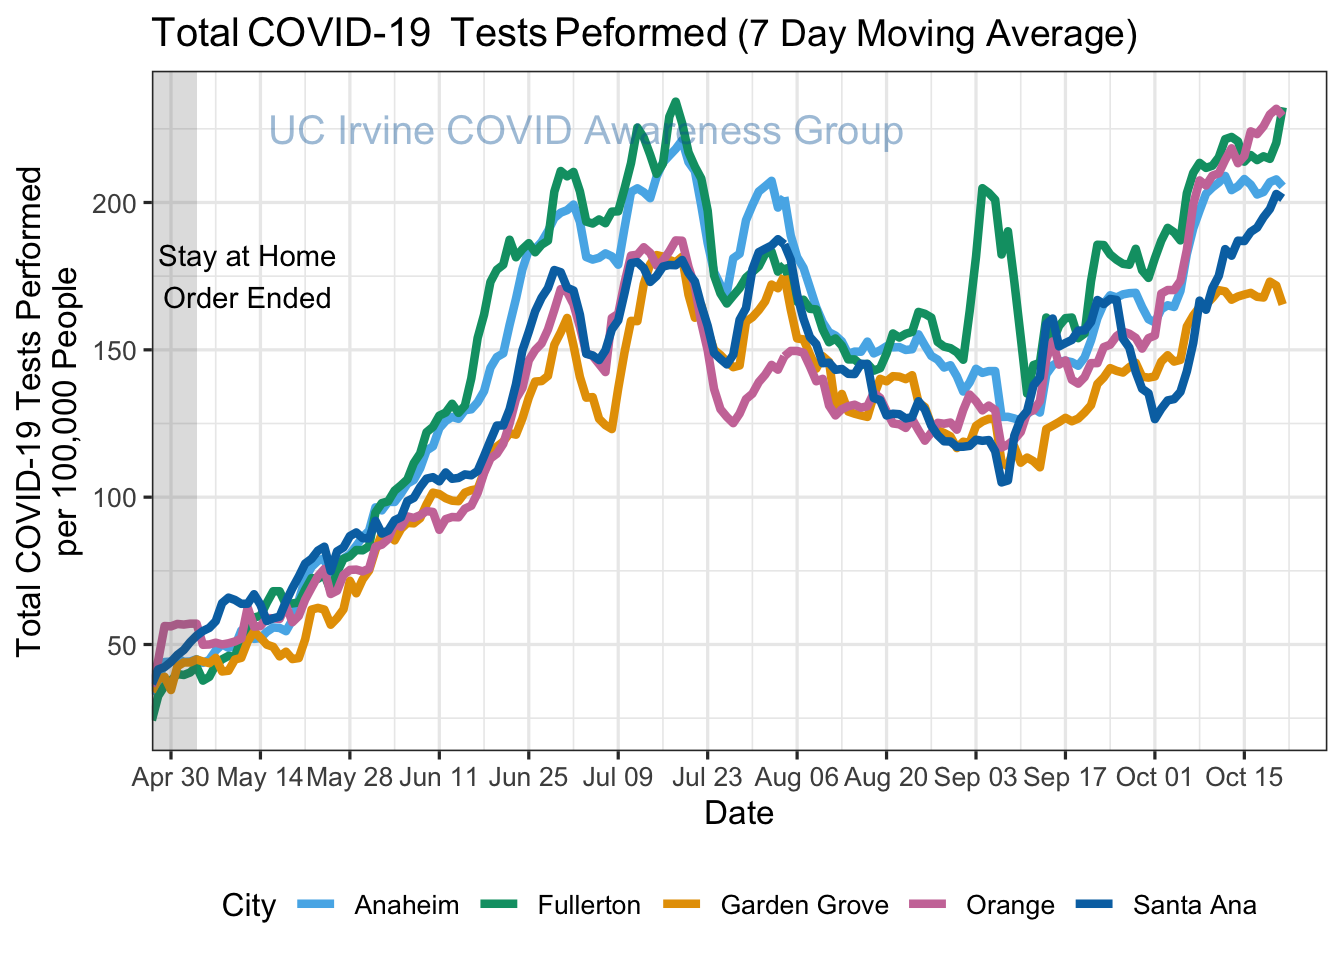 Total COVID-19 Tests Peformed (7 Day Moving Average)
UC Irvine COVID Awareness Group
Stay at Home
Order Ended
Total COVID-19 Tests Performed
per 100,000 People
200
150
100
50
Apr 30 May 14 May 28 Jun 11 Jun 25 Jul 09 Jul 23 Aug 06 Aug 20 Sep 03 Sep 17 Oct 01 Oct 15
Date
City Anaheim Fullerton Garden Grove Orange Santa Ana